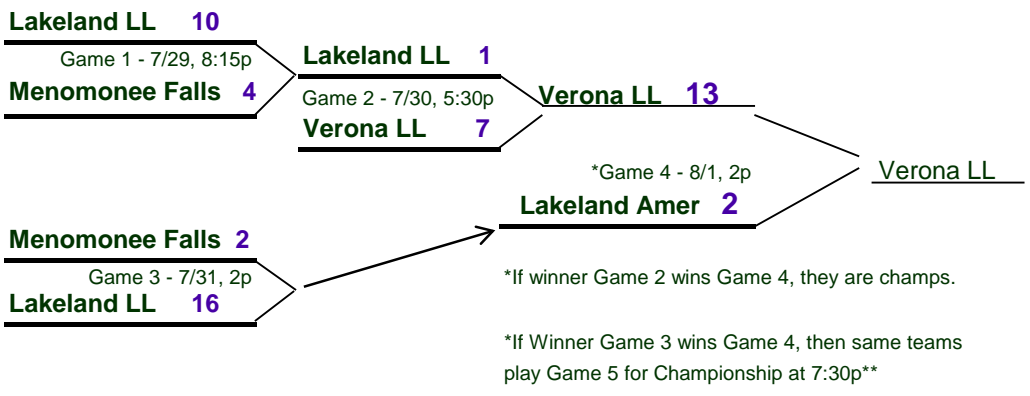 Lakeland LL 10
Game 1 - 7/29, 8:15p
Menomonee Falls 4
Lakeland LL 1
Game 2 - 7/30, 5:30p
Verona LL 7
Verona LL 13
*Game 4 - 8/1, 2p
Lakeland Amer 2
Verona LL
Menomonee Falls 2
Game 3 - 7/31, 2p
Lakeland LL 16
*If winner Game 2 wins Game 4, they are champs.
*If Winner Game 3 wins Game 4, then same teams
play Game 5 for Championship at 7:30p**